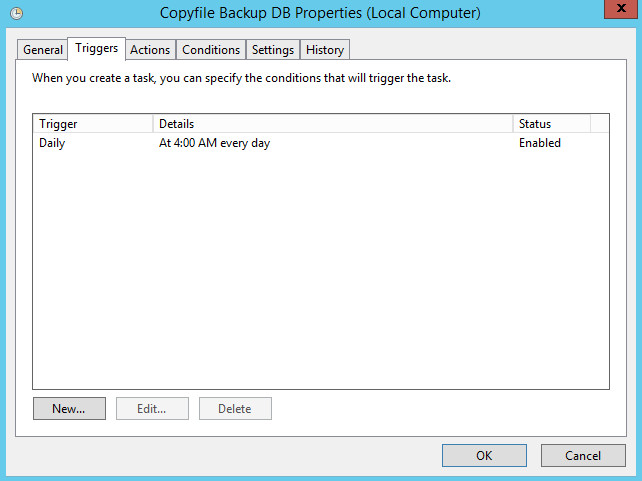 Copyfile Backup DB Properties (Local Computer)
x
General Triggers Actions Conditions Settings History
When you create a task, you can specify the conditions that will trigger the task.
Trigger Details Status
Daily At 4:00 AM every day Enabled
New... Edit... Delete
OK Cancel